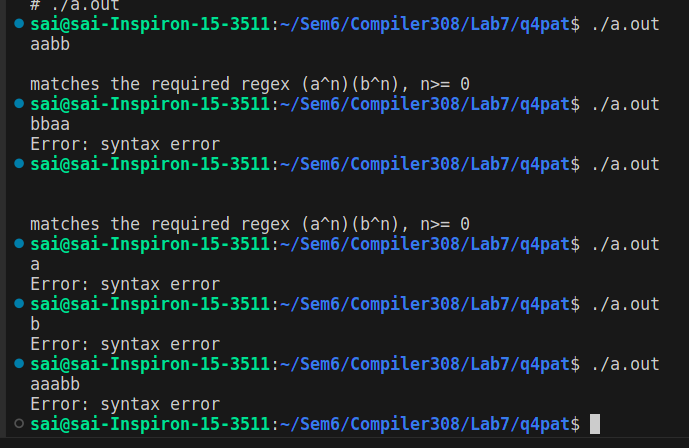 # ./a.out
sai@sai-Inspiron-15-3511:~/Sem6/Compiler308/Lab7/q4pat$ ./a.out
aabb
matches the required regex (a^n)(b^n), n>= 0
sai@sai-Inspiron-15-3511:~/Sem6/Compiler308/Lab7/q4pat$ ./a.out
bbaa
Error: syntax error
sai@sai-Inspiron-15-3511:~/Sem6/Compiler308/Lab7/q4pat$ ./a.out
matches the required regex (a^n)(b^n), n>= 0
sai@sai-Inspiron-15-3511:~/Sem6/Compiler308/Lab7/q4pat$ ./a.out
a
Error: syntax error
sai@sai-Inspiron-15-3511:~/Sem6/Compiler308/Lab7/q4pat$ ./a.out
b
Error: syntax error
sai@sai-Inspiron-15-3511:~/Sem6/Compiler308/Lab7/q4pat$ ./a.out
aaabb
Error: syntax error
sai@sai-Inspiron-15-3511:~/Sem6/Compiler308/Lab7/q4pat$